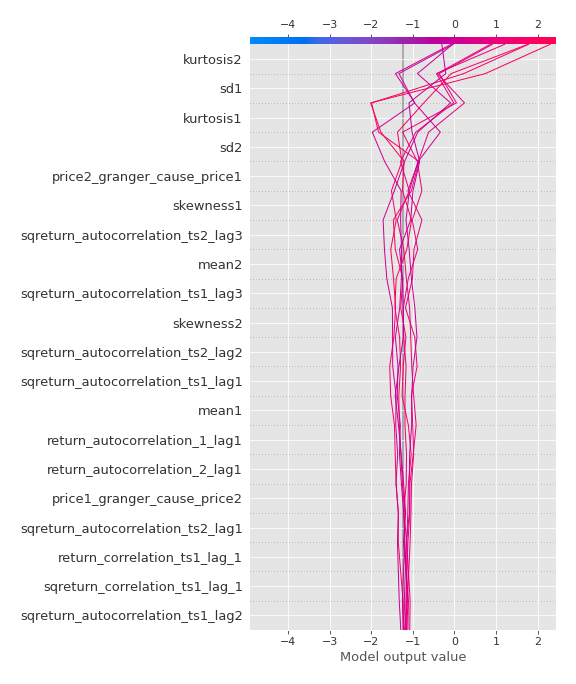 −4 −3 −2 −1 0 1 2
kurtosis2
sd1
kurtosis1
sd2
price2_granger_cause_price1
skewness1
sqreturn_autocorrelation_ts2_lag3
mean2
sqreturn_autocorrelation_ts1_lag3
skewness2
sqreturn_autocorrelation_ts2_lag2
sqreturn_autocorrelation_ts1_lag1
mean1
return_autocorrelation_1_lag1
return_autocorrelation_2_lag1
price1_granger_cause_price2
sqreturn_autocorrelation_ts2_lag1
return_correlation_ts1_lag_1
sqreturn_correlation_ts1_lag_1
sqreturn_autocorrelation_ts1_lag2
−4 −3 −2 −1 0 1 2
Model output value